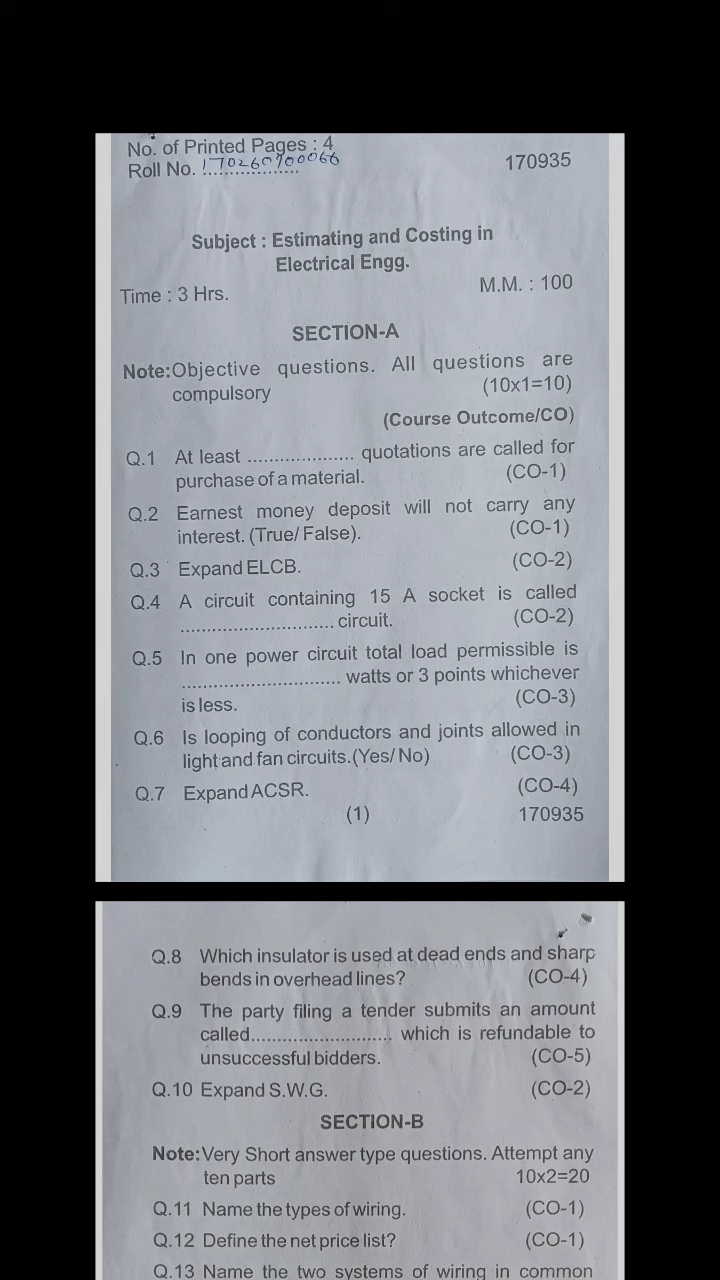 No. of Printed Pages : 4
Roll No. 170260900066
170935
Subject : Estimating and Costing in
Electrical Engg.
Time : 3 Hrs.
M.M. : 100
SECTION-A
Note:Objective questions. All questions are
compulsory (10x1=10)
(Course Outcome/CO)
Q.1 At least .................... quotations are called for
purchase of a material. (CO-1)
Q.2 Earnest money deposit will not carry any
interest. (True/ False). (CO-1)
Q.3 Expand ELCB. (CO-2)
Q.4 A circuit containing 15 A socket is called
............................. circuit. (CO-2)
Q.5 In one power circuit total load permissible is
.............................. watts or 3 points whichever
is less. (CO-3)
Q.6 Is looping of conductors and joints allowed in
light and fan circuits.(Yes/ No) (CO-3)
Q.7 Expand ACSR. (CO-4)
(1) 170935
Q.8 Which insulator is used at dead ends and sharp
bends in overhead lines? (CO-4)
Q.9 The party filing a tender submits an amount
called........................... which is refundable to
unsuccessful bidders. (CO-5)
Q.10 Expand S.W.G. (CO-2)
SECTION-B
Note:Very Short answer type questions. Attempt any
ten parts 10x2=20
Q.11 Name the types of wiring. (CO-1)
Q.12 Define the net price list? (CO-1)
Q.13 Name the two systems of wiring in common